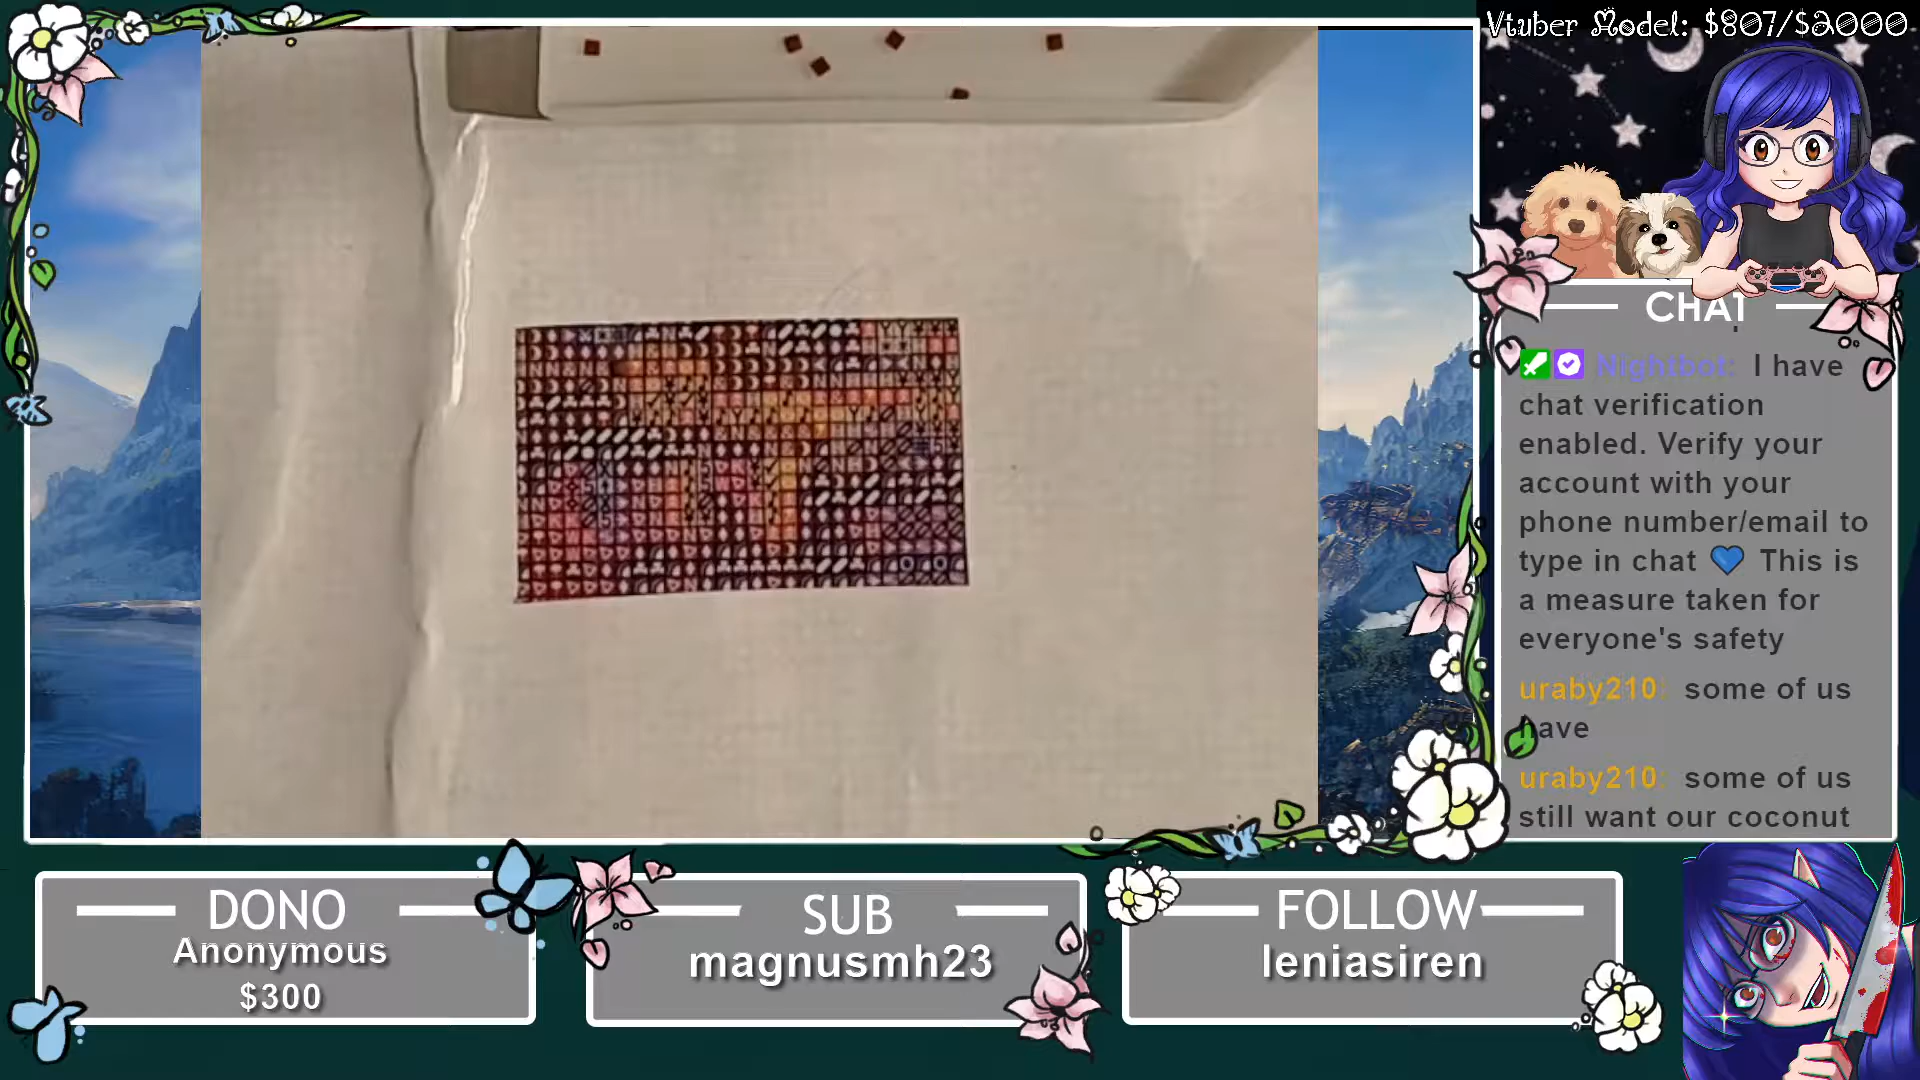 Vtuber Model: $807/$2000
CHAT
Nightbot: I have
chat verification
enabled. Verify your
account with your
phone number/email to
type in chat 💙 This is
a measure taken for
everyone's safety
uraby210: some of us
have
uraby210: some of us
still want our coconut
DONO
Anonymous
$300
SUB
magnusmh23
FOLLOW
leniasiren